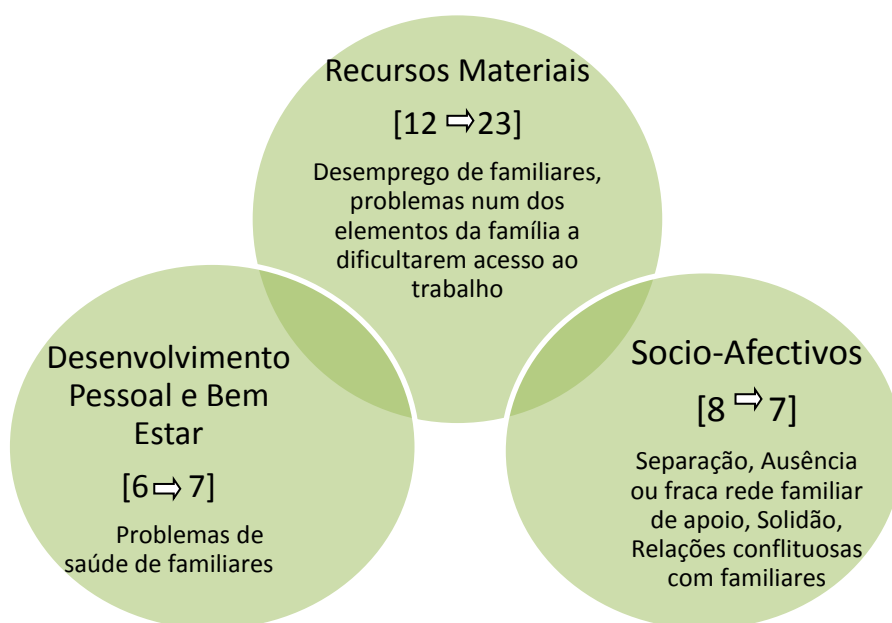 Recursos Materiais
[12 ⇨ 23]
Desemprego de familiares,
problemas num dos
elementos da família a
dificultarem acesso ao
trabalho
Desenvolvimento
Pessoal e Bem
Estar
[6 ⇨ 7]
Problemas de
saúde de familiares
Socio-Afectivos
[8 ⇨ 7]
Separação, Ausência
ou fraca rede familiar
de apoio, Solidão,
Relações conflituosas
com familiares